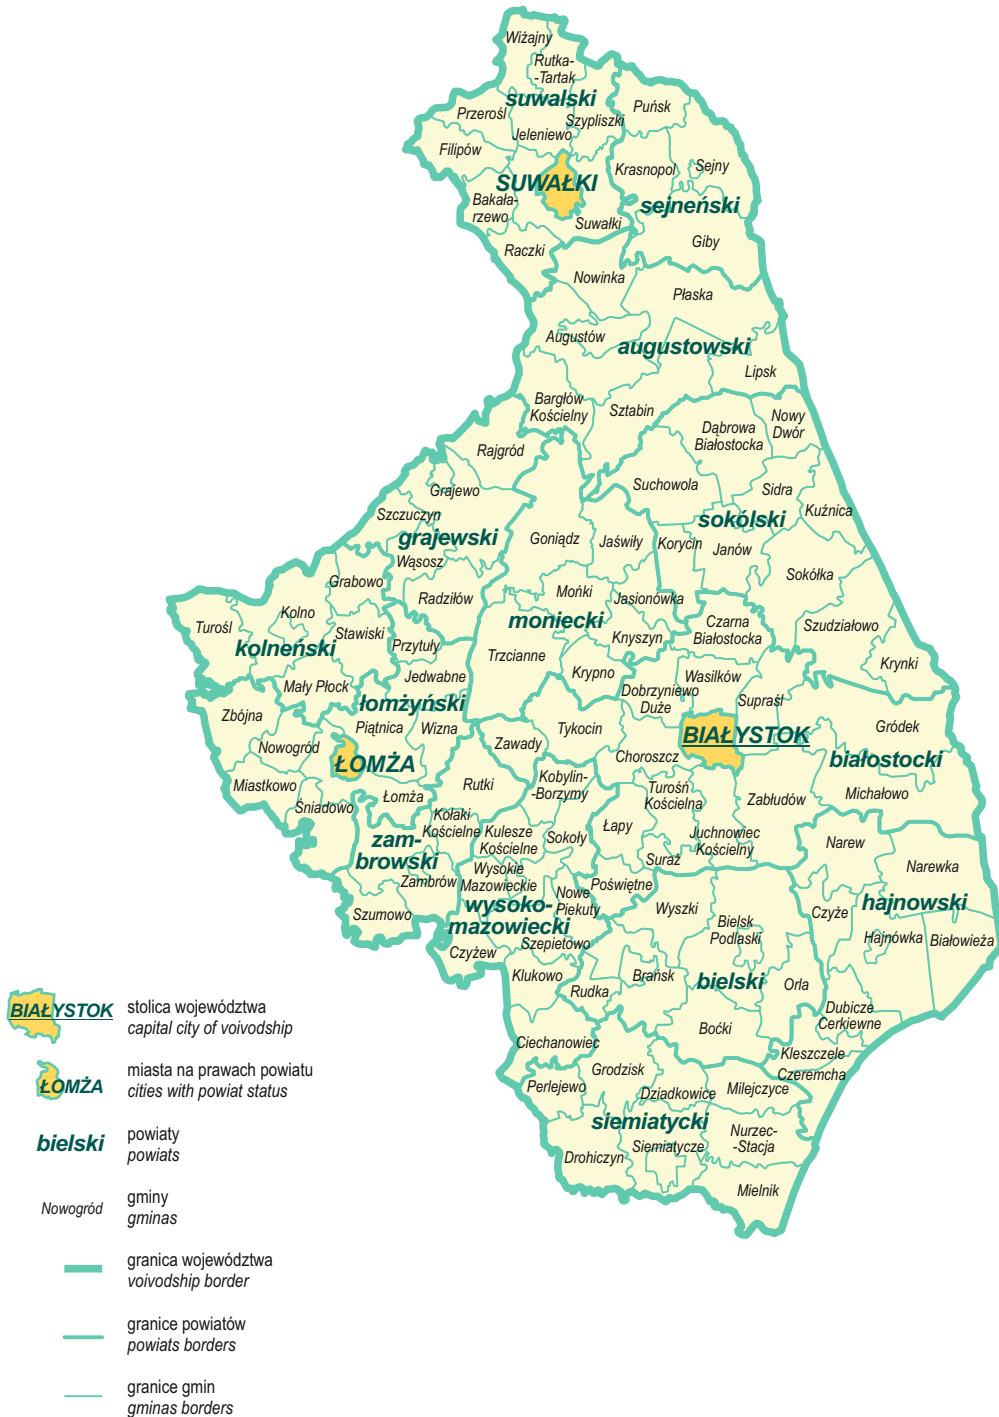 Wiżajny
Rutka-
-Tartak
suwalski
Szypliszki
Przerośl
Jeleniewo
Filipów
Puńsk
Krasnopol
Sejny
SUWAŁKI
Bakała-
rzewo
sejneński
Suwałki
Giby
Raczki
Nowinka
Płaska
Augustów
augustowski
Lipsk
Bargłów
Kościelny
Sztabin
Nowy
Dwór
Dąbrowa
Białostocka
Rajgród
Grajewo
Suchowola
Sidra
Szczuczyn
sokólski
Kuźnica
grajewski
Goniądz
Jaświły
Korycin
Janów
Wąsosz
Sokółka
Grabowo
Radziłów
Mońki
Jasionówka
Kolno
Turośl
moniecki
Czarna
Białostocka
Szudziałowo
Stawiski
kolneński
Przytuły
Knyszyn
Trzcianne
Krynki
Jedwabne
Krypno
Wasilków
Mały Płock
Dobrzyniewo
Duże
Supraśl
łomżyński
Zbójna
Piątnica
Wizna
Tykocin
Gródek
Nowogród
Zawady
BIAŁYSTOK
ŁOMŻA
Choroszcz
białostocki
Miastkowo
Rutki
Kobylin-
-Borzymy
Turośń
Kościelna
Michałowo
Łomża
Zabłudów
Śniadowo
Kołaki
Kościelne
Kulesze
Kościelne
Sokoły
Łapy
Juchnowiec
Kościelny
Narew
zam-
browski
Suraż
Narewka
Wysokie
Mazowieckie
Zambrów
Nowe
Piekuty
Poświętne
hajnowski
wysoko-
mazowiecki
Szumowo
Wyszki
Bielsk
Podlaski
Czyże
Hajnówka
Białowieża
Szepietowo
Czyżew
Klukowo
Brańsk
bielski
Orla
Rudka
Dubicze
Cerkiewne
Boćki
Ciechanowiec
Kleszczele
Czeremcha
Grodzisk
Perlejewo
Dziadkowice
Milejczyce
siemiatycki
Nurzec-
-Stacja
Siemiatycze
Drohiczyn
Mielnik
BIAŁYSTOK
stolica województwa
capital city of voivodship
ŁOMŻA
miasta na prawach powiatu
cities with powiat status
bielski
powiaty
powiats
Nowogród
gminy
gminas
granica województwa
voivodship border
granice powiatów
powiats borders
granice gmin
gminas borders